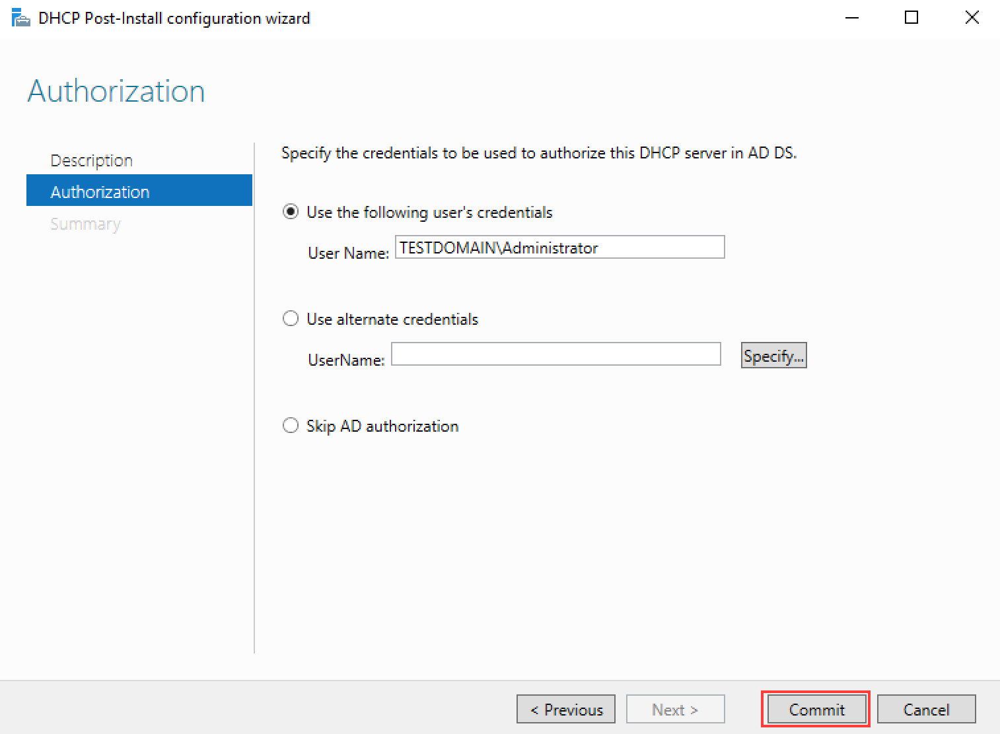 DHCP Post-Install configuration wizard
Authorization
Description
Authorization
Summary
Specify the credentials to be used to authorize this DHCP server in AD DS.
Use the following user's credentials
User Name: TESTDOMAIN\Administrator
Use alternate credentials
UserName:
Specify...
Skip AD authorization
< Previous
Next >
Commit
Cancel